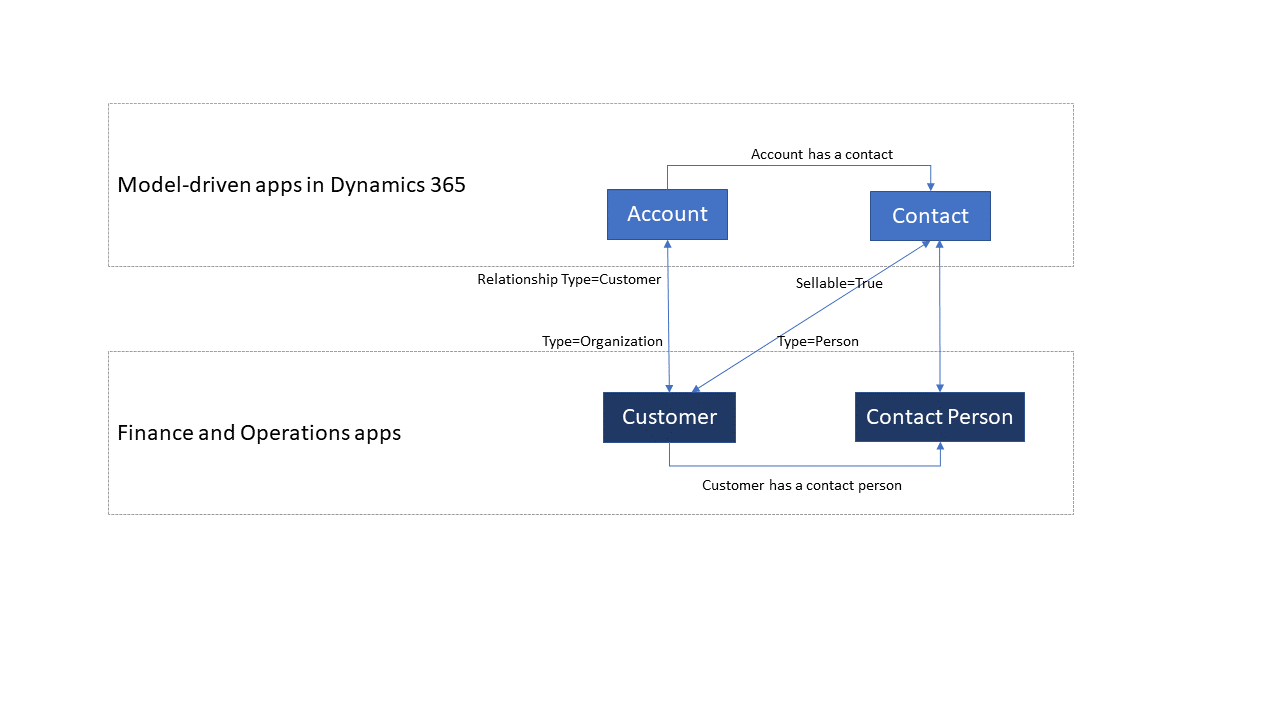 Account has a contact
Model-driven apps in Dynamics 365
Account
Contact
Relationship Type=Customer
Sellable=True
Type=Organization
Type=Person
Customer
Contact Person
Finance and Operations apps
Customer has a contact person